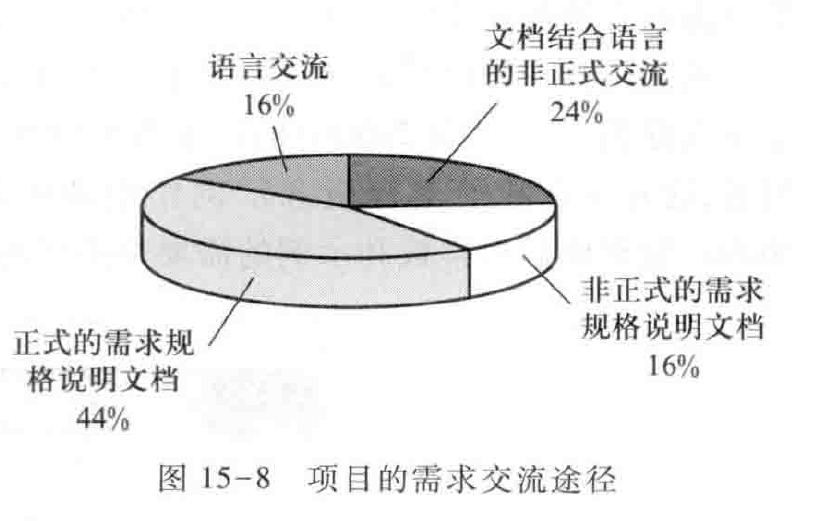 语言交流
16%
文档结合语言
的非正式交流
24%
非正式的需求
规格说明文档
16%
正式的需求规
格说明文档
44%
图 15-8 项目的需求交流途径